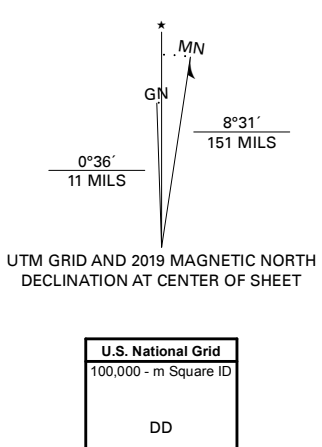 ★
MN
GN
8°31´
151 MILS
0°36´
11 MILS
UTM GRID AND 2019 MAGNETIC NORTH
DECLINATION AT CENTER OF SHEET
U.S. National Grid
100,000 - m Square ID
DD